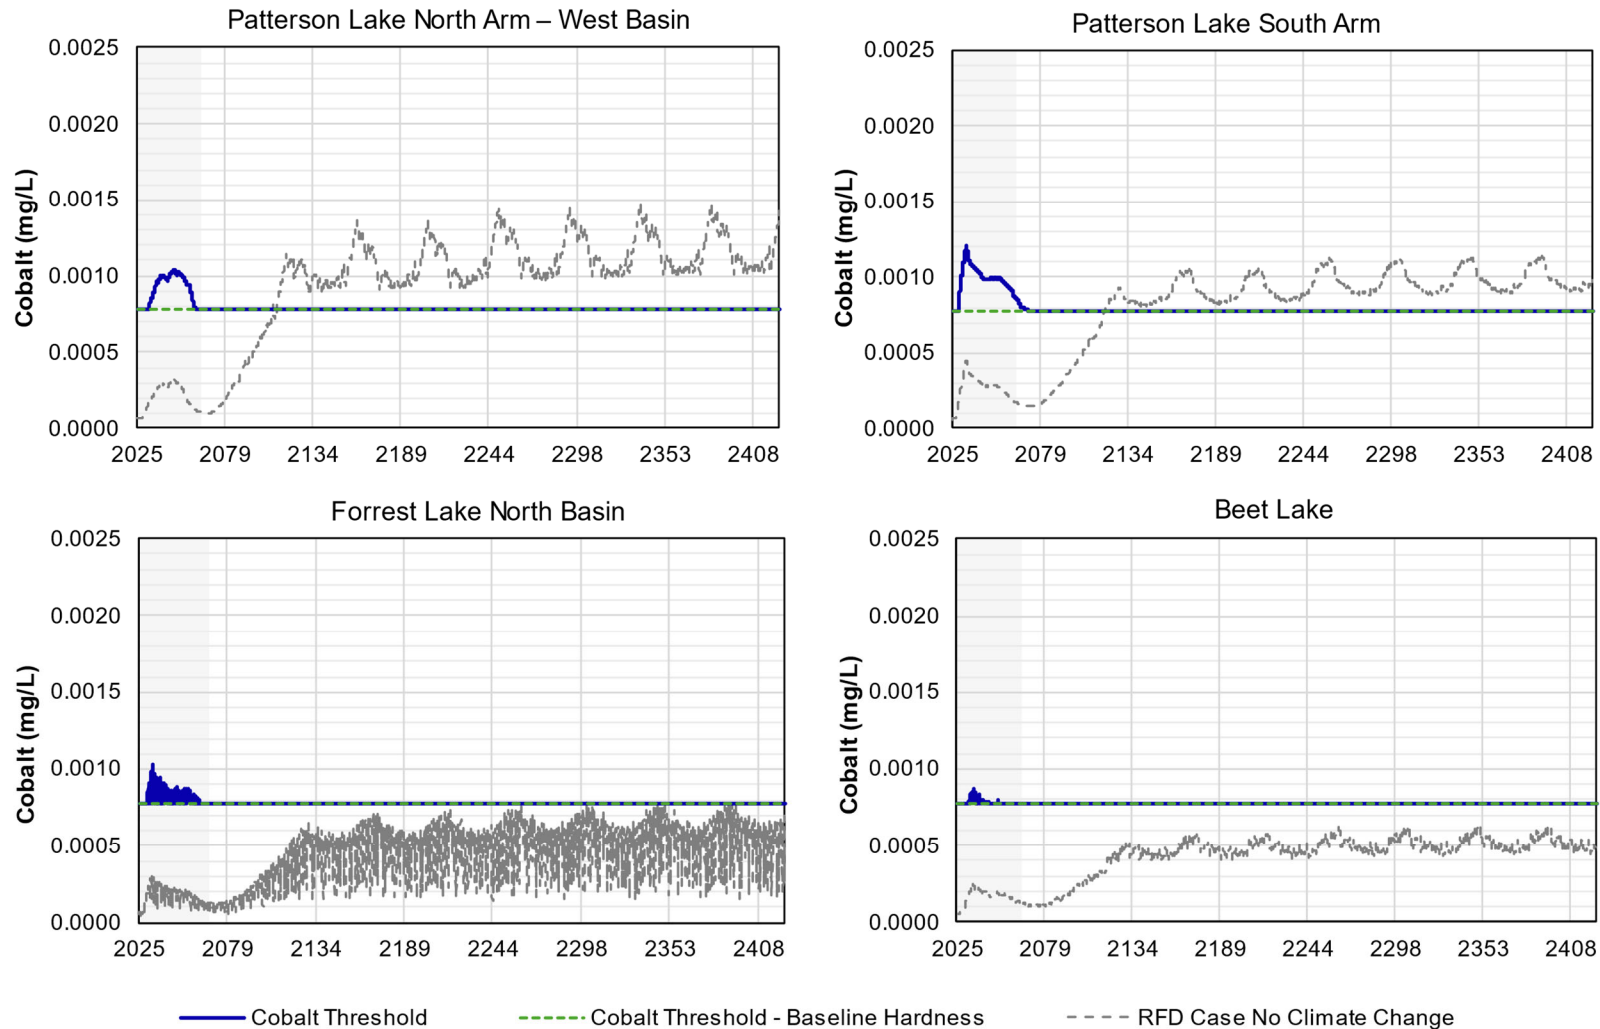 Patterson Lake North Arm – West Basin
Cobalt (mg/L)
0.0025
0.0020
0.0015
0.0010
0.0005
0.0000
2025 2079 2134 2189 2244 2298 2353 2408
Patterson Lake South Arm
Cobalt (mg/L)
0.0025
0.0020
0.0015
0.0010
0.0005
0.0000
2025 2079 2134 2189 2244 2298 2353 2408
Forrest Lake North Basin
Cobalt (mg/L)
0.0025
0.0020
0.0015
0.0010
0.0005
0.0000
2025 2079 2134 2189 2244 2298 2353 2408
Beet Lake
Cobalt (mg/L)
0.0025
0.0020
0.0015
0.0010
0.0005
0.0000
2025 2079 2134 2189 2244 2298 2353 2408
Cobalt Threshold Cobalt Threshold - Baseline Hardness RFD Case No Climate Change